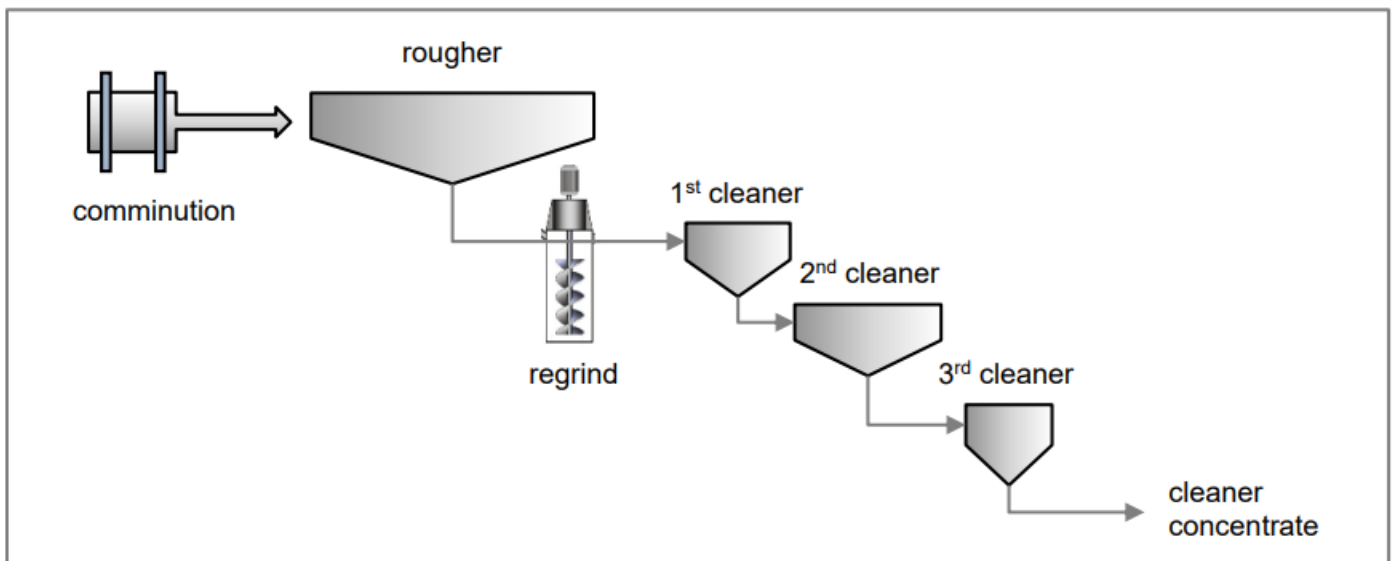 rougher
comminution
1st cleaner
2nd cleaner
regrind
3rd cleaner
cleaner
concentrate